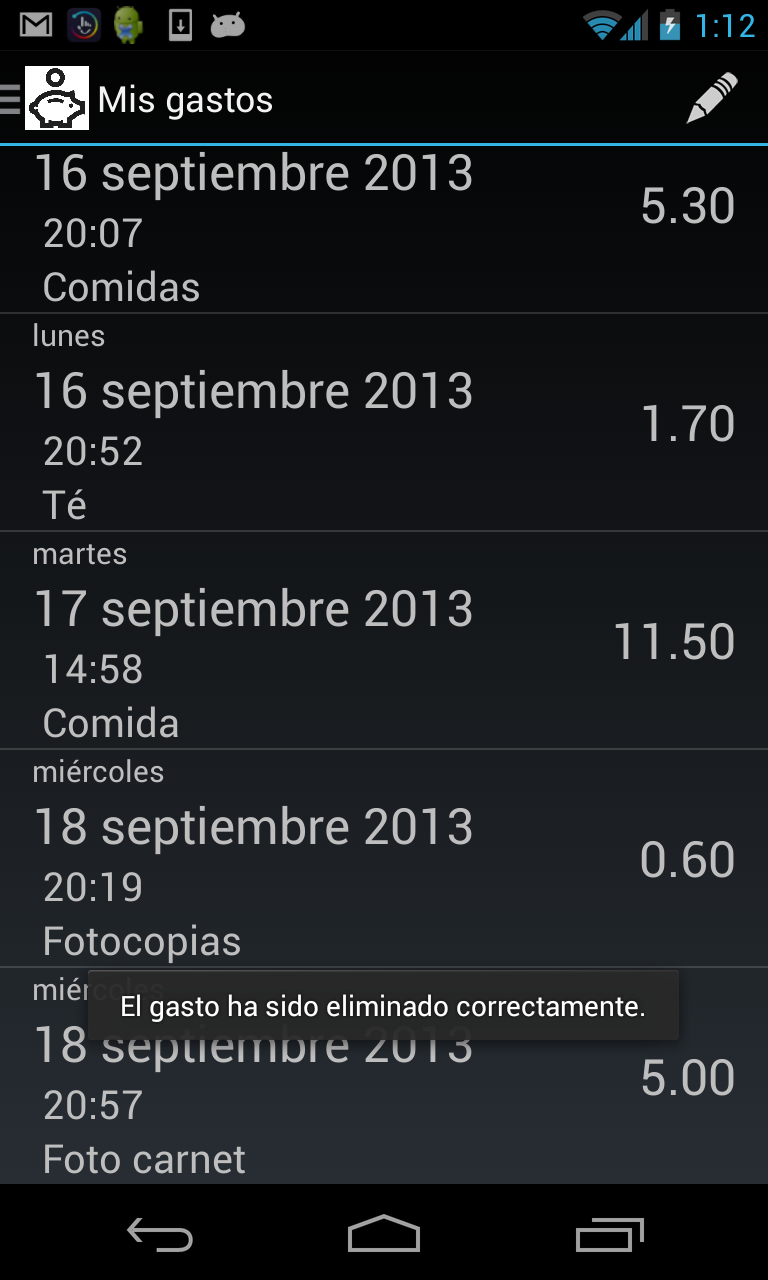 1:12
Mis gastos
16 septiembre 2013
5.30
20:07
Comidas
lunes
16 septiembre 2013
1.70
20:52
Té
martes
17 septiembre 2013
11.50
14:58
Comida
miércoles
18 septiembre 2013
0.60
20:19
Fotocopias
miércoles
El gasto ha sido eliminado correctamente.
18 septiembre 2013
5.00
20:57
Foto carnet